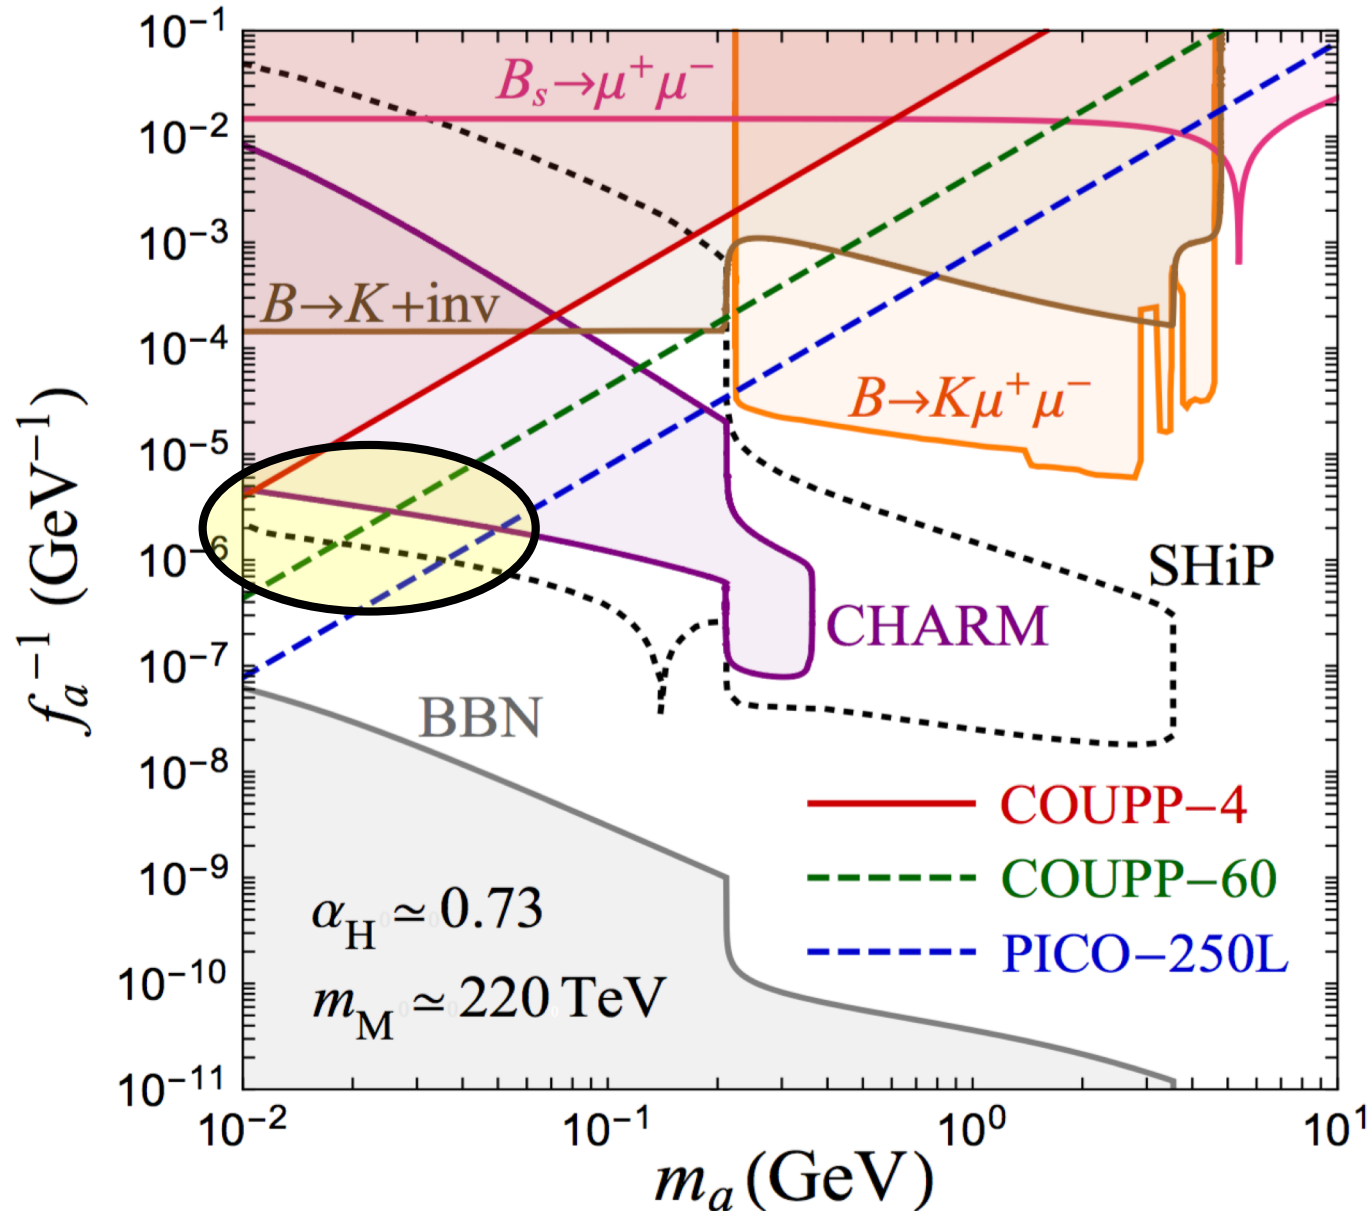 10⁻¹
10⁻²
10⁻³
10⁻⁴
10⁻⁵
10⁻⁶
10⁻⁷
10⁻⁸
10⁻⁹
10⁻¹⁰
10⁻¹¹
fₐ⁻¹ (GeV⁻¹)
Bₛ→μ⁺μ⁻
B→K+inv
B→Kμ⁺μ⁻
SHiP
CHARM
BBN
COUPP−4
COUPP−60
PICO−250L
α_H ≃ 0.73
m_M ≃ 220 TeV
10⁻² 10⁻¹ 10⁰ 10¹
mₐ (GeV)